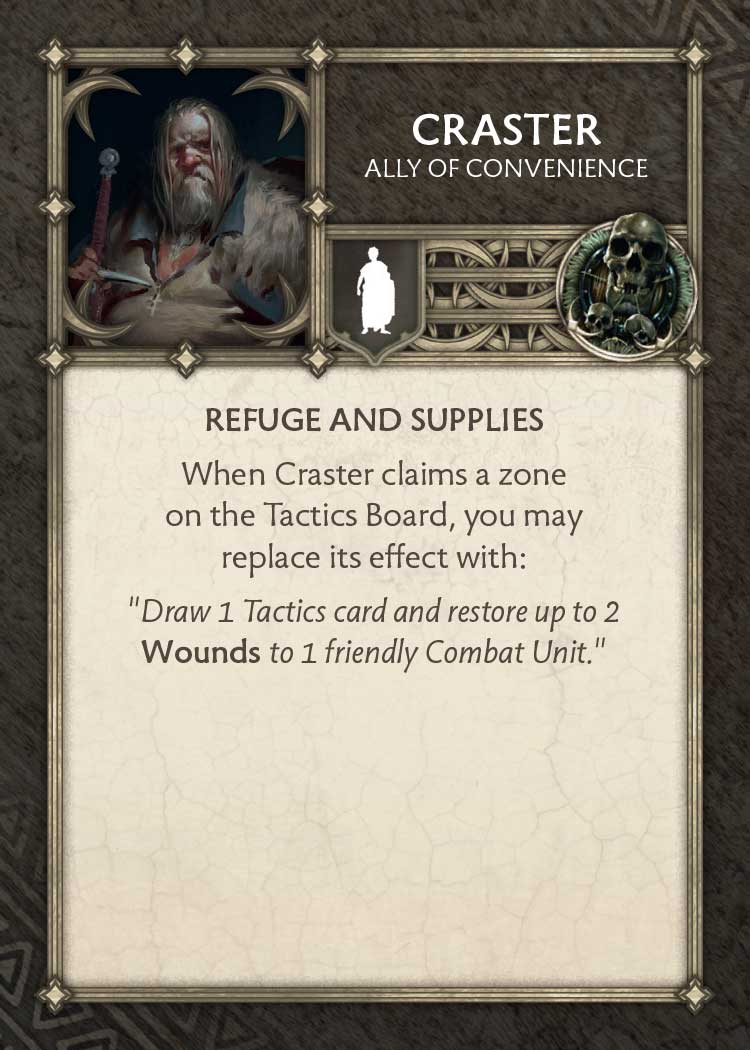 CRASTER
ALLY OF CONVENIENCE
REFUGE AND SUPPLIES
When Craster claims a zone
on the Tactics Board, you may
replace its effect with:
"Draw 1 Tactics card and restore up to 2
Wounds to 1 friendly Combat Unit."